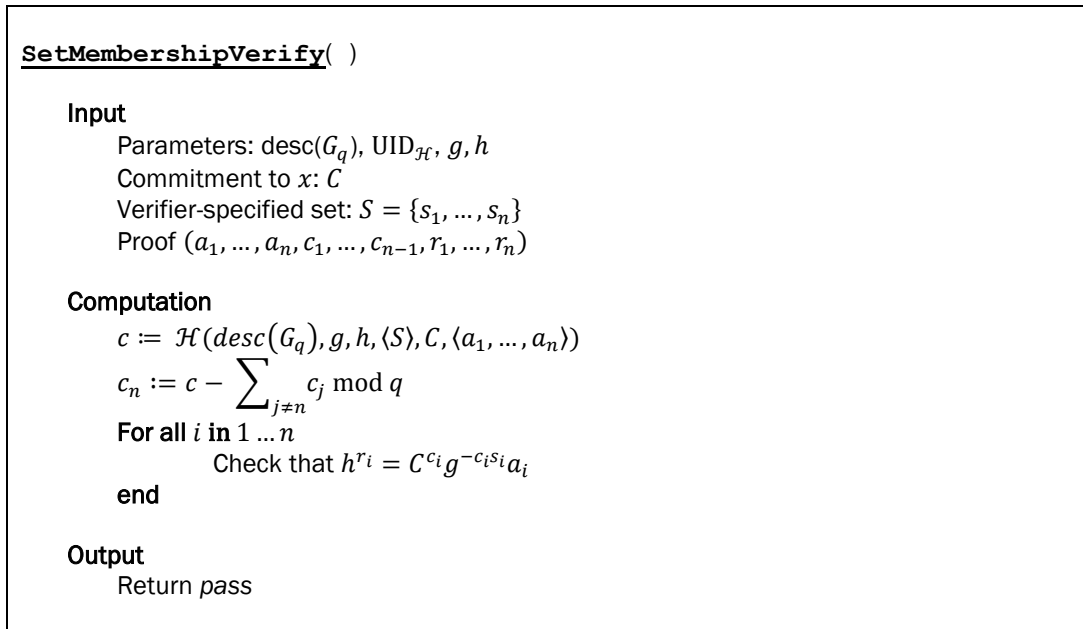 SetMembershipVerify( )
Input
Parameters: desc(G_q), UID_ℋ, g, h
Commitment to x: C
Verifier-specified set: S = {s_1, … , s_n}
Proof (a_1, … , a_n, c_1, … , c_{n−1}, r_1, … , r_n)
Computation
c ≔ ℋ(desc(G_q), g, h, ⟨S⟩, C, ⟨a_1, … , a_n⟩)
c_n := c − ∑_{j≠n} c_j mod q
For all i in 1 … n
Check that h^{r_i} = C^{c_i} g^{−c_i s_i} a_i
end
Output
Return pass